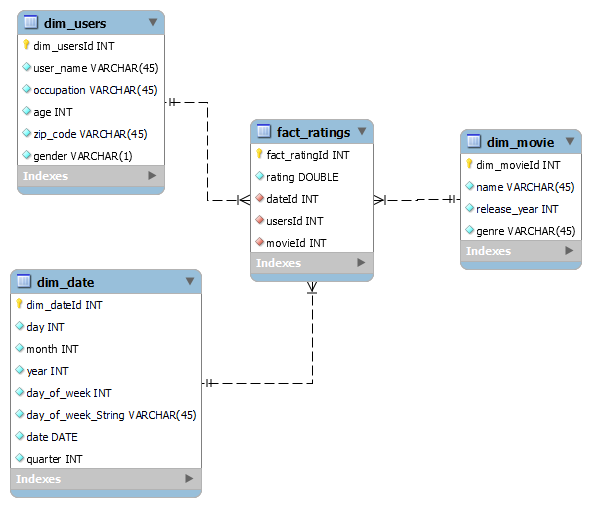 dim_users
dim_usersId INT
user_name VARCHAR(45)
occupation VARCHAR(45)
age INT
zip_code VARCHAR(45)
gender VARCHAR(1)
Indexes
fact_ratings
fact_ratingId INT
rating DOUBLE
dateId INT
usersId INT
movieId INT
Indexes
dim_movie
dim_movieId INT
name VARCHAR(45)
release_year INT
genre VARCHAR(45)
Indexes
dim_date
dim_dateId INT
day INT
month INT
year INT
day_of_week INT
day_of_week_String VARCHAR(45)
date DATE
quarter INT
Indexes